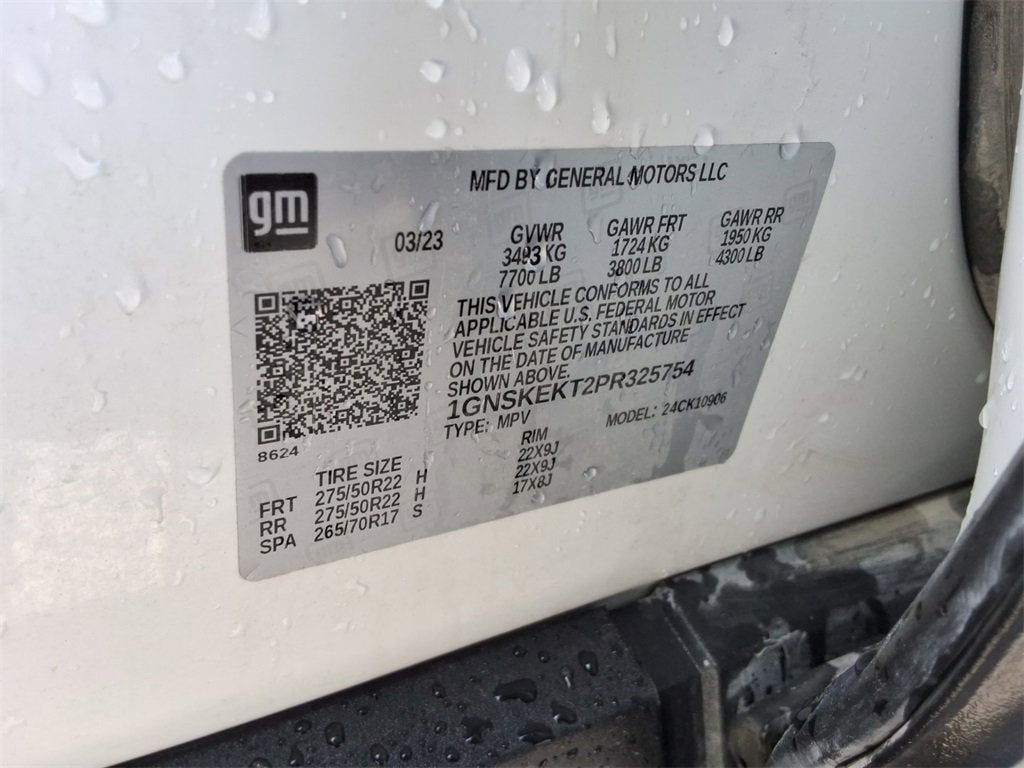 gm
MFD BY GENERAL MOTORS LLC
03/23
GVWR GAWR FRT GAWR RR
3493 KG 1724 KG 1950 KG
7700 LB 3800 LB 4300 LB
THIS VEHICLE CONFORMS TO ALL
APPLICABLE U.S. FEDERAL MOTOR
VEHICLE SAFETY STANDARDS IN EFFECT
ON THE DATE OF MANUFACTURE
SHOWN ABOVE.
1GNSKEKT2PR325754
TYPE: MPV MODEL: 24CK10906
8624
TIRE SIZE RIM
FRT 275/50R22 H 22X9J
RR 275/50R22 H 22X9J
SPA 265/70R17 S 17X8J